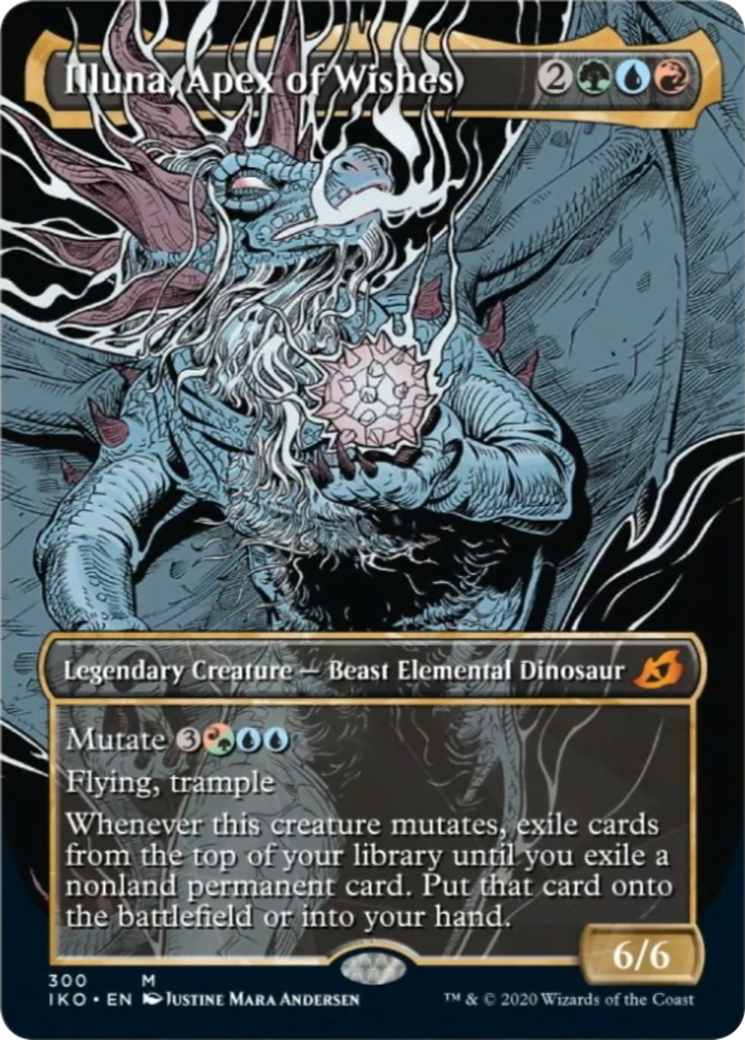 Illuna, Apex of Wishes 2
Legendary Creature — Beast Elemental Dinosaur
Mutate 3
Flying, trample
Whenever this creature mutates, exile cards
from the top of your library until you exile a
nonland permanent card. Put that card onto
the battlefield or into your hand.
6/6
300 M
IKO • EN Justine Mara Andersen ™ & © 2020 Wizards of the Coast